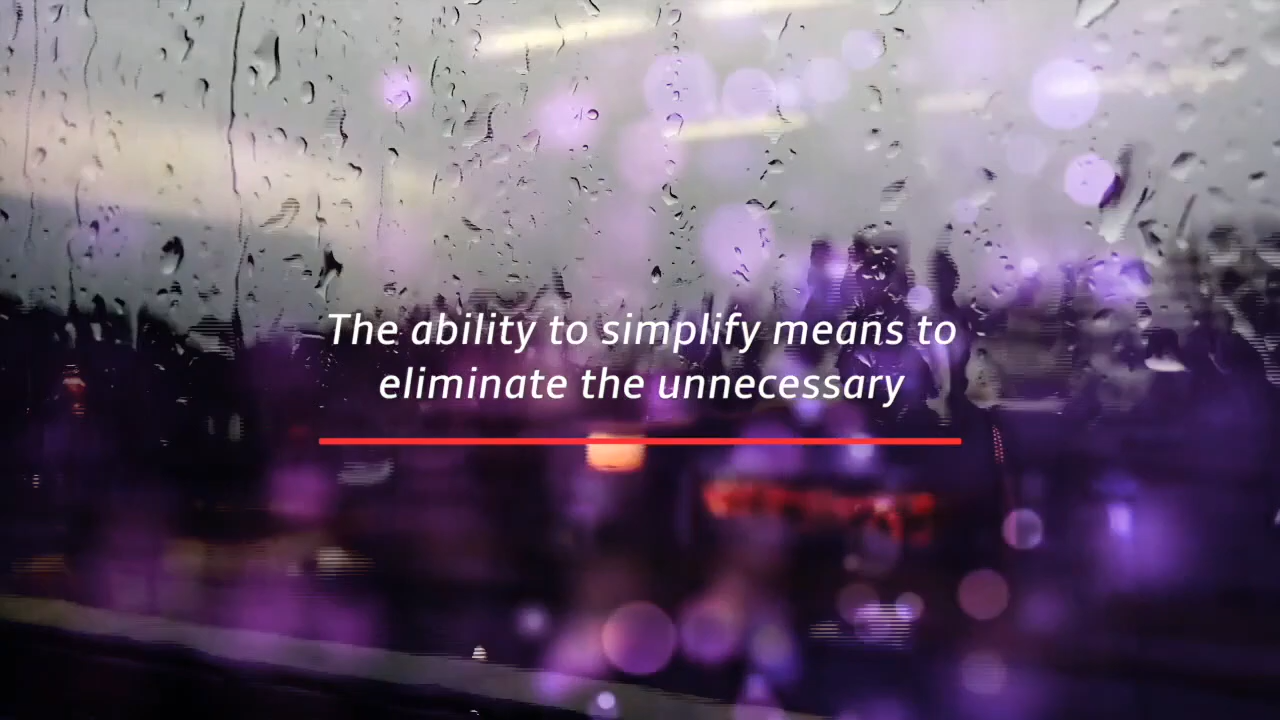 The ability to simplify means to
eliminate the unnecessary